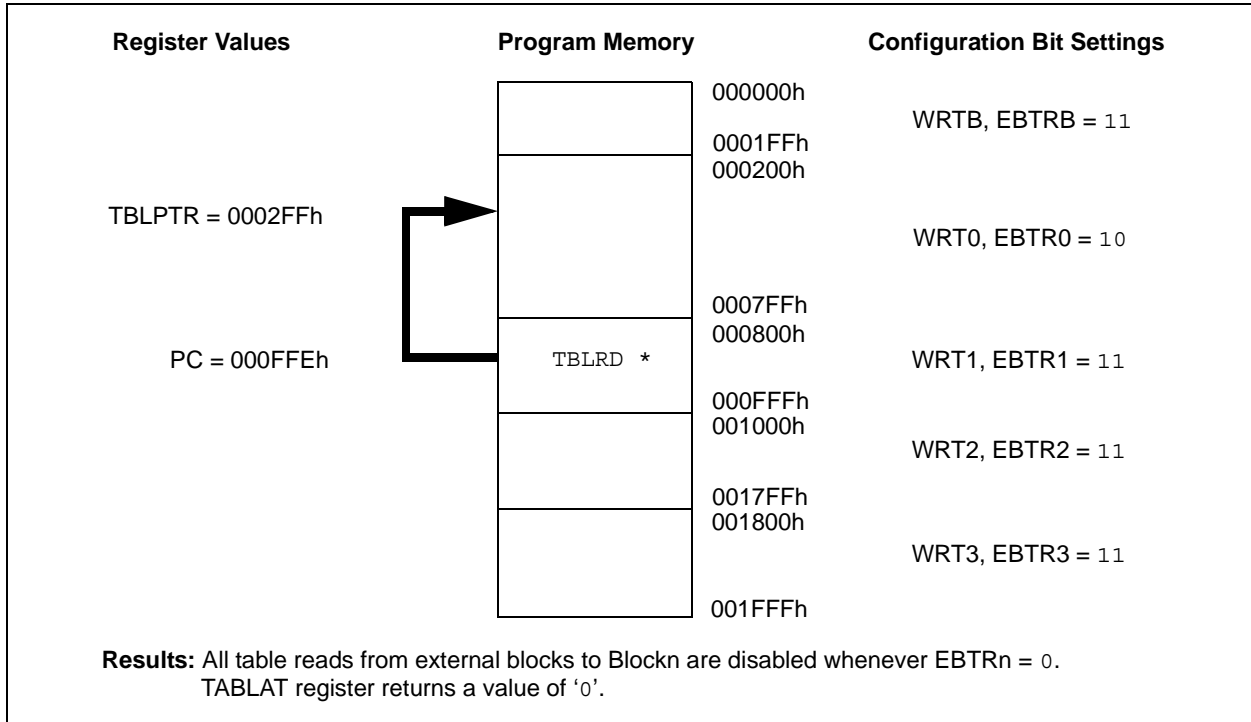 Register Values
Program Memory
Configuration Bit Settings
000000h
WRTB, EBTRB = 11
0001FFh
000200h
TBLPTR = 0002FFh
WRT0, EBTR0 = 10
0007FFh
000800h
PC = 000FFEh
TBLRD *
WRT1, EBTR1 = 11
000FFFh
001000h
WRT2, EBTR2 = 11
0017FFh
001800h
WRT3, EBTR3 = 11
001FFFh
Results: All table reads from external blocks to Blockn are disabled whenever EBTRn = 0.
TABLAT register returns a value of ‘0’.